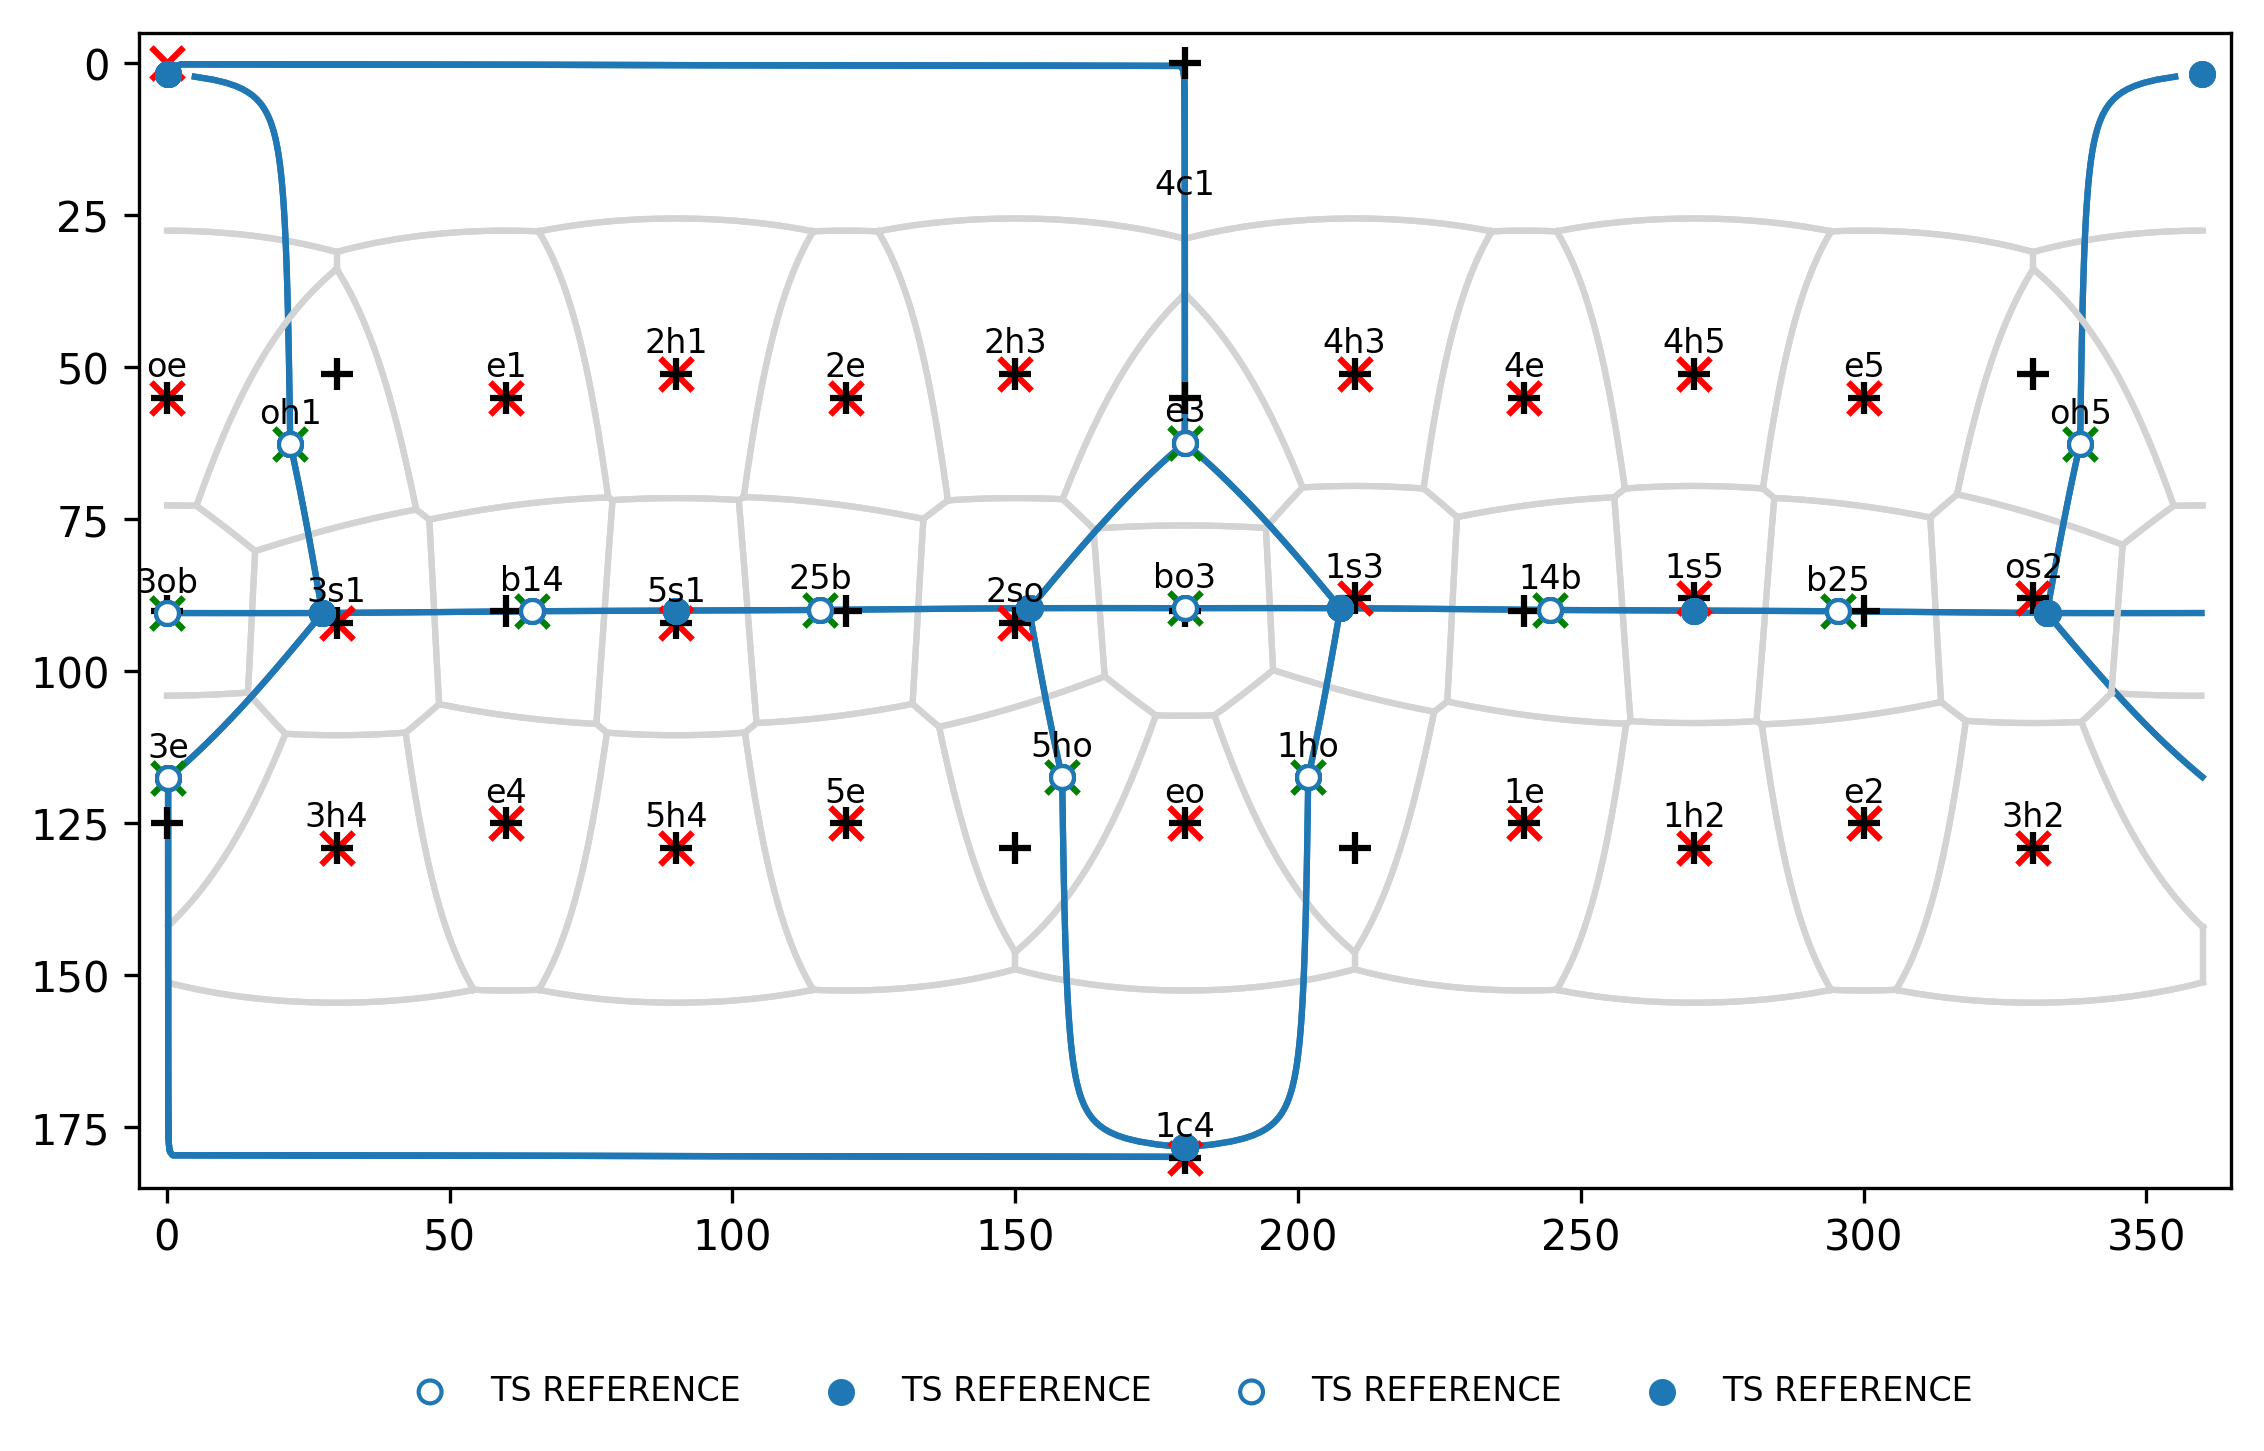 0
4c1
25
2h1 2h3 4h3 4h5
oe e1 2e 4e e5
50
oh1 e3 oh5
75
3ob 3s1 b14 5s1 25b 2so bo3 1s3 14b 1s5 b25 os2
100
3e 5ho 1ho
e4 5e eo 1e e2
3h4 5h4 1h2 3h2
125
150
175
1c4
0 50 100 150 200 250 300 350
TS REFERENCE TS REFERENCE TS REFERENCE TS REFERENCE